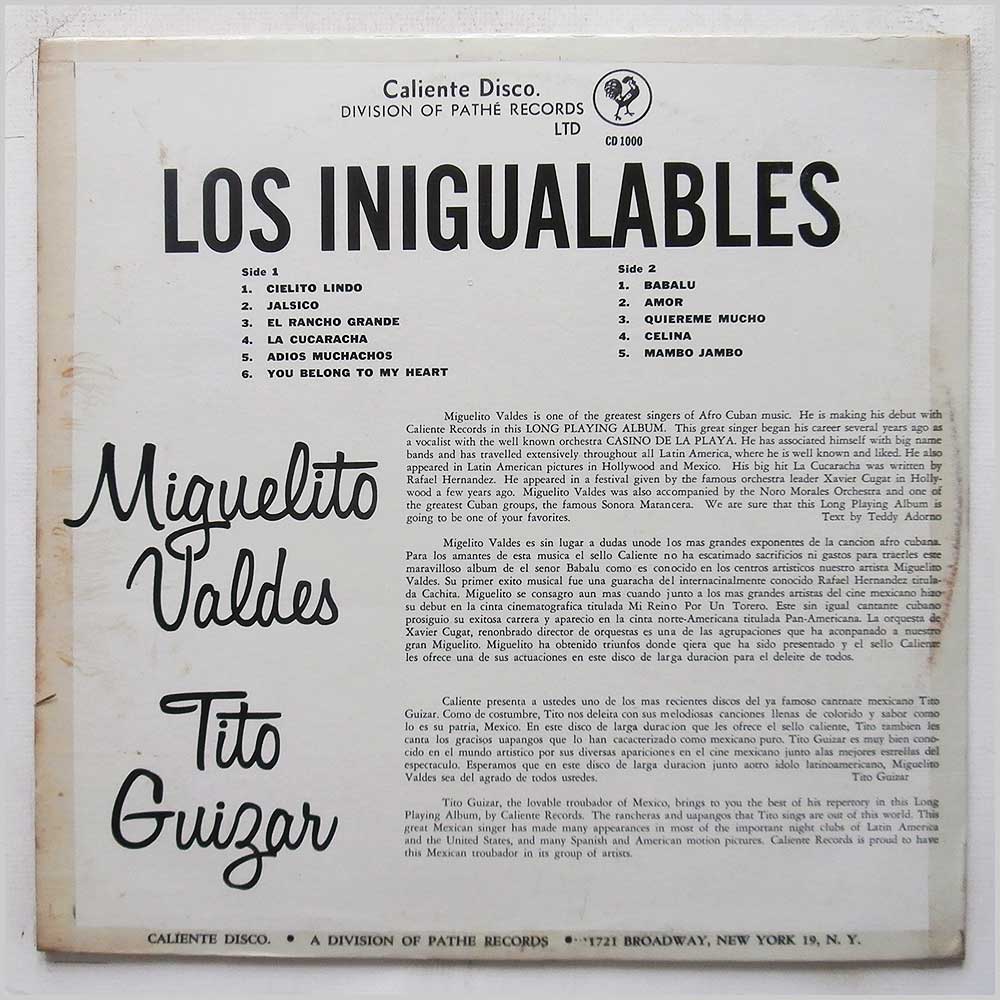 Caliente Disco.
DIVISION OF PATHÉ RECORDS
LTD
CD 1000
LOS INIGUALABLES
Side 1
1. CIELITO LINDO
2. JALSICO
3. EL RANCHO GRANDE
4. LA CUCARACHA
5. ADIOS MUCHACHOS
6. YOU BELONG TO MY HEART
Side 2
1. BABALU
2. AMOR
3. QUIEREME MUCHO
4. CELINA
5. MAMBO JAMBO
Miguelito
Valdes
Miguelito Valdes is one of the greatest singers of Afro Cuban music. He is making his debut with
Caliente Records in this LONG PLAYING ALBUM. This great singer began his career several years ago as
a vocalist with the well known orchestra CASINO DE LA PLAYA. He has associated himself with big name
bands and has travelled extensively throughout all Latin America, where he is well known and liked. He also
appeared in Latin American pictures in Hollywood and Mexico. His big hit La Cucaracha was written by
Rafael Hernandez. He appeared in a festival given by the famous orchestra leader Xavier Cugat in Holly-
wood a few years ago. Miguelito Valdes was also accompanied by the Noro Morales Orchestra and one of
the greatest Cuban groups, the famous Sonora Matancera. We are sure that this Long Playing Album is
going to be one of your favorites. Text by Teddy Adorno
Migelito Valdes es sin lugar a dudas unode los mas grandes exponentes de la cancion afro cubana.
Para los amantes de esta musica el sello Caliente no ha escatimado sacrificios ni gastos para traerles este
maravilloso album de el senor Babalu como es conocido en los centros artisticos nuestro artista Miguelito
Valdes. Su primer exito musical fue una guaracha del internacinalmente conocido Rafael Hernandez titula-
da Cachita. Miguelito se consagro aun mas cuando junto a los mas grandes artistas del cine mexicano hizo
su debut en la cinta cinematografica titulada Mi Reino Por Un Torero. Este sin igual cantante cubano
prosiguio su exitosa carrera y aparecio en la cinta norte-Americana titulada Pan-Americana. La orquesta de
Xavier Cugat, renonbrado director de orquestas es una de las agrupaciones que ha aconpanado a nuestro
gran Miguelito. Miguelito ha obtenido triunfos donde qiera que ha sido presentado y el sello Caliente
les ofrece una de sus actuaciones en este disco de larga duracion para el deleite de todos.
Tito
Guizar
Caliente presenta a ustedes uno de los mas recientes discos del ya famoso cantnate mexicano Tito
Guizar. Como de costumbre, Tito nos deleita con sus melodiosas canciones llenas de colorido y sabor como
lo es su patria, Mexico. En este disco de larga duracion que les ofrece el sello caliente, Tito tambien les
canta los gracisos uapangos que lo han cacacterizado como mexicano puro. Tito Guizar es muy bien cono-
cido en el mundo artistico por sus diversas apariciones en el cine mexicano junto alas mejores estrellas del
espectaculo. Esperamos que en este disco de larga duracion junto aotro idolo latinoamericano, Miguelito
Valdes sea del agrado de todos ustedes. Tito Guizar
Tito Guizar, the lovable troubador of Mexico, brings to you the best of his repertory in this Long
Playing Album, by Caliente Records. The rancheras and uapangos that Tito sings are out of this world. This
great Mexican singer has made many appearances in most of the important night clubs of Latin America
and the United States, and many Spanish and American motion pictures. Caliente Records is proud to have
this Mexican troubador in its group of artists.
CALIENTE DISCO. • A DIVISION OF PATHE RECORDS • 1721 BROADWAY, NEW YORK 19, N. Y.